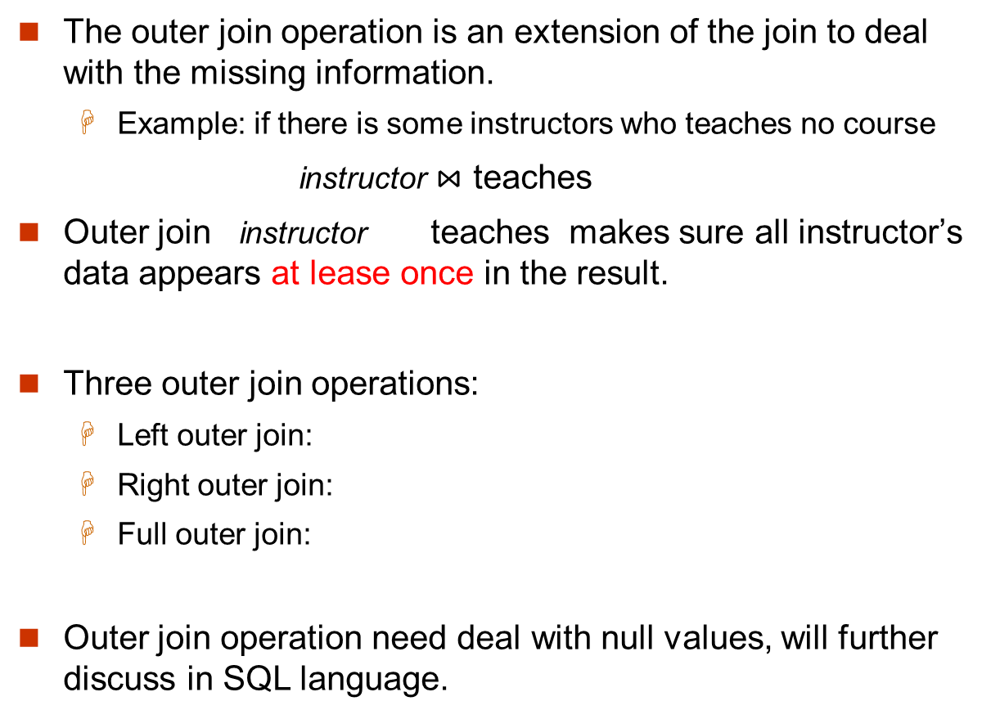 The outer join operation is an extension of the join to deal
with the missing information.
Example: if there is some instructors who teaches no course
instructor ⋈ teaches
Outer join instructor teaches makes sure all instructor’s
data appears at lease once in the result.
Three outer join operations:
Left outer join:
Right outer join:
Full outer join:
Outer join operation need deal with null values, will further
discuss in SQL language.